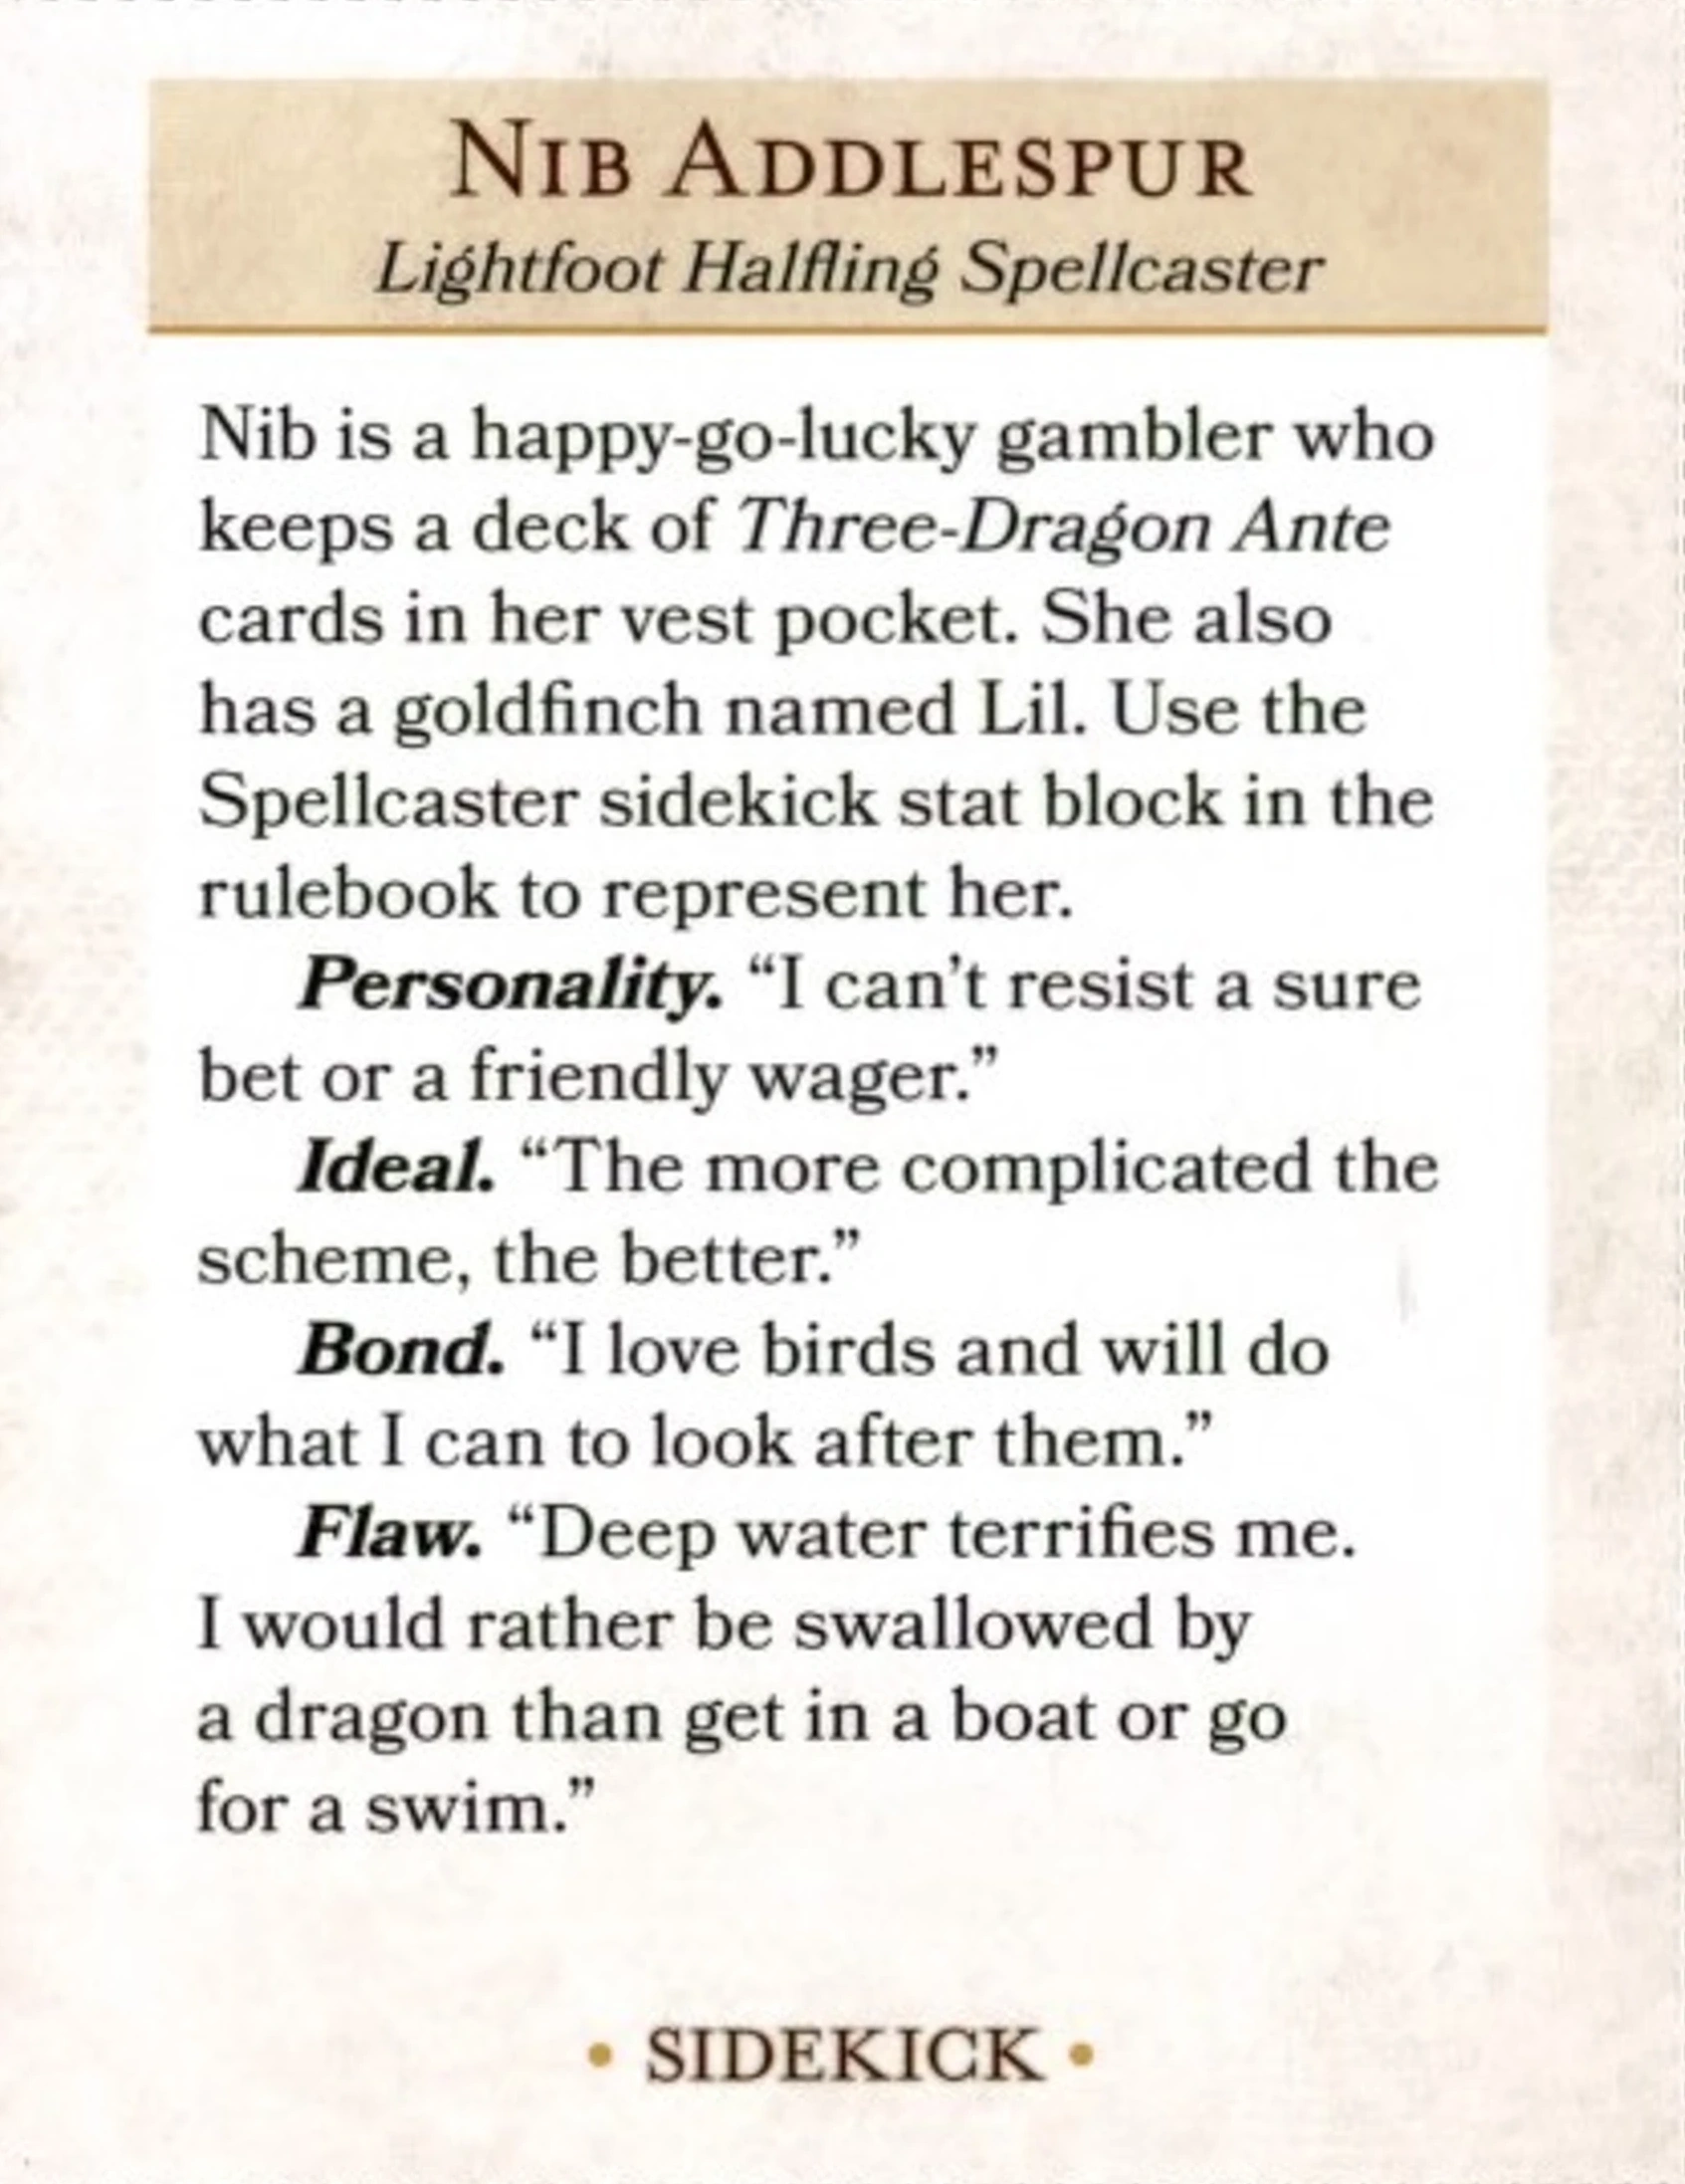 NIB ADDLESPUR
Lightfoot Halfling Spellcaster
Nib is a happy-go-lucky gambler who
keeps a deck of Three-Dragon Ante
cards in her vest pocket. She also
has a goldfinch named Lil. Use the
Spellcaster sidekick stat block in the
rulebook to represent her.
Personality. “I can’t resist a sure
bet or a friendly wager.”
Ideal. “The more complicated the
scheme, the better.”
Bond. “I love birds and will do
what I can to look after them.”
Flaw. “Deep water terrifies me.
I would rather be swallowed by
a dragon than get in a boat or go
for a swim.”
• SIDEKICK •